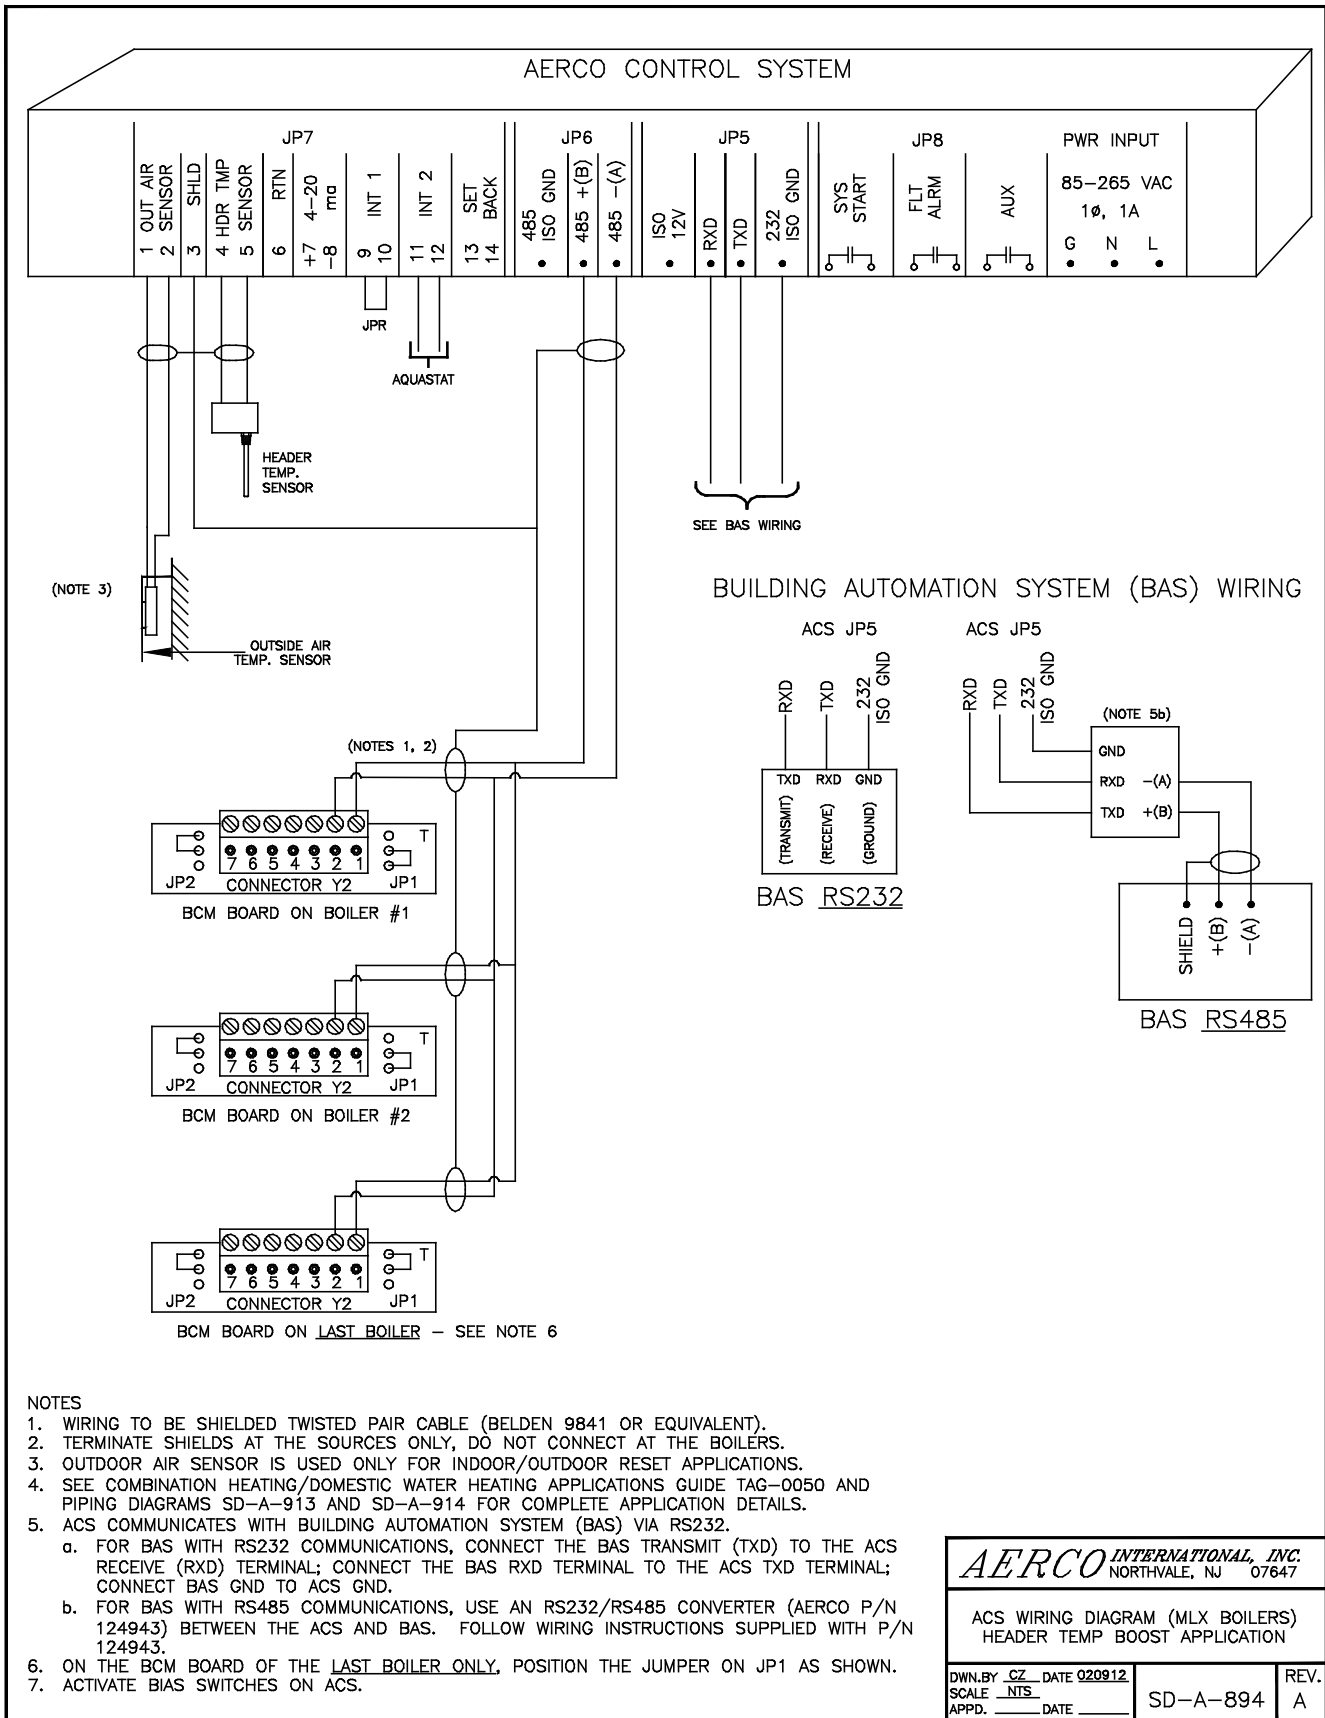 AERCO CONTROL SYSTEM
JP7
JP6
JP5
JP8
PWR INPUT
1 OUT AIR
2 SENSOR
3 SHLD
4 HDR TMP
5 SENSOR
6 RTN
+7 4-20
-8 ma
9 INT 1
10
11 INT 2
12
13 SET
14 BACK
485
ISO GND
485 +(B)
485 -(A)
ISO
12V
RXD
TXD
232
ISO GND
SYS
START
FLT
ALRM
AUX
85-265 VAC
1ø, 1A
G N L
JPR
AQUASTAT
HEADER
TEMP.
SENSOR
SEE BAS WIRING
(NOTE 3)
OUTSIDE AIR
TEMP. SENSOR
BUILDING AUTOMATION SYSTEM (BAS) WIRING
ACS JP5
RXD
TXD
232
ISO GND
TXD RXD GND
(TRANSMIT)
(RECEIVE)
(GROUND)
BAS RS232
ACS JP5
RXD
TXD
232
ISO GND
(NOTE 5b)
GND
RXD -(A)
TXD +(B)
SHIELD
+(B)
-(A)
BAS RS485
(NOTES 1, 2)
T
7 6 5 4 3 2 1
JP2 CONNECTOR Y2 JP1
BCM BOARD ON BOILER #1
T
7 6 5 4 3 2 1
JP2 CONNECTOR Y2 JP1
BCM BOARD ON BOILER #2
T
7 6 5 4 3 2 1
JP2 CONNECTOR Y2 JP1
BCM BOARD ON LAST BOILER - SEE NOTE 6
NOTES
1. WIRING TO BE SHIELDED TWISTED PAIR CABLE (BELDEN 9841 OR EQUIVALENT).
2. TERMINATE SHIELDS AT THE SOURCES ONLY, DO NOT CONNECT AT THE BOILERS.
3. OUTDOOR AIR SENSOR IS USED ONLY FOR INDOOR/OUTDOOR RESET APPLICATIONS.
4. SEE COMBINATION HEATING/DOMESTIC WATER HEATING APPLICATIONS GUIDE TAG-0050 AND
PIPING DIAGRAMS SD-A-913 AND SD-A-914 FOR COMPLETE APPLICATION DETAILS.
5. ACS COMMUNICATES WITH BUILDING AUTOMATION SYSTEM (BAS) VIA RS232.
a. FOR BAS WITH RS232 COMMUNICATIONS, CONNECT THE BAS TRANSMIT (TXD) TO THE ACS
RECEIVE (RXD) TERMINAL; CONNECT THE BAS RXD TERMINAL TO THE ACS TXD TERMINAL;
CONNECT BAS GND TO ACS GND.
b. FOR BAS WITH RS485 COMMUNICATIONS, USE AN RS232/RS485 CONVERTER (AERCO P/N
124943) BETWEEN THE ACS AND BAS. FOLLOW WIRING INSTRUCTIONS SUPPLIED WITH P/N
124943.
6. ON THE BCM BOARD OF THE LAST BOILER ONLY, POSITION THE JUMPER ON JP1 AS SHOWN.
7. ACTIVATE BIAS SWITCHES ON ACS.
AERCO INTERNATIONAL, INC.
NORTHVALE, NJ 07647
ACS WIRING DIAGRAM (MLX BOILERS)
HEADER TEMP BOOST APPLICATION
DWN.BY CZ DATE 020912
SCALE NTS
APPD. DATE
SD-A-894
REV.
A